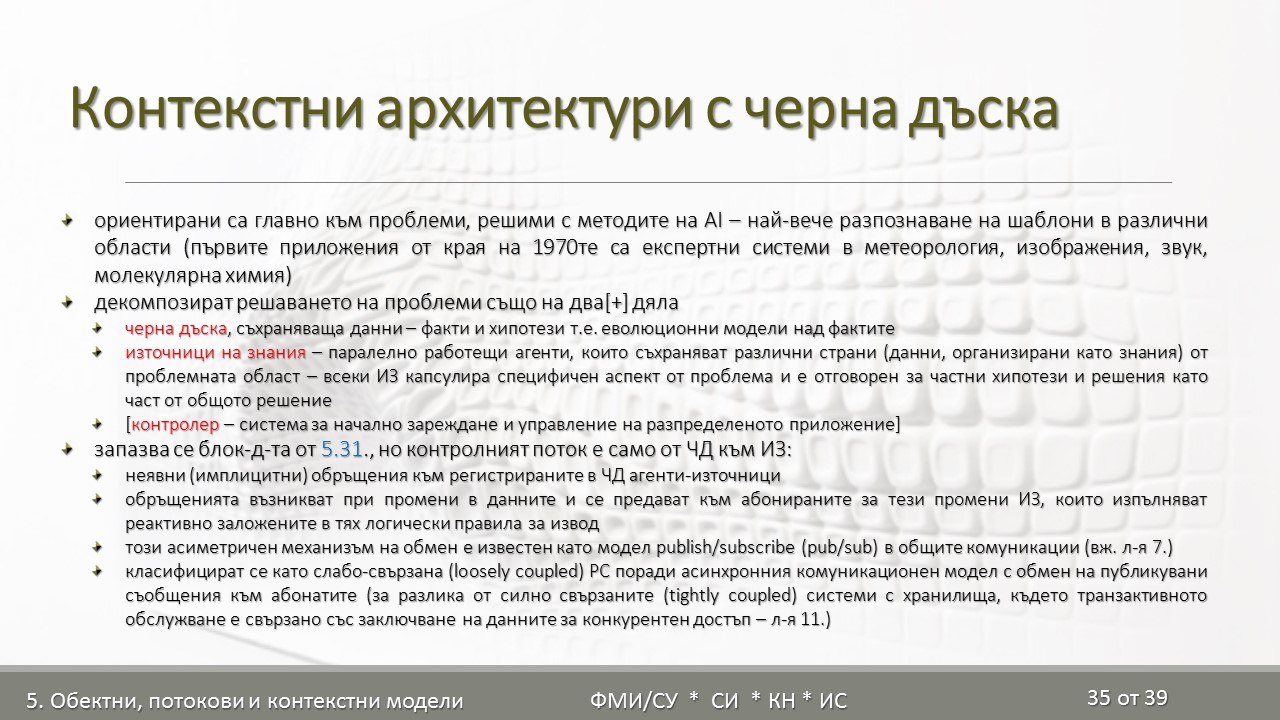 Контекстни архитектури с черна дъска
ориентирани са главно към проблеми, решими с методите на AI – най-вече разпознаване на шаблони в различни
области (първите приложения от края на 1970те са експертни системи в метеорология, изображения, звук,
молекулярна химия)
декомпозират решаването на проблеми също на два[+] дяла
черна дъска, съхраняваща данни – факти и хипотези т.е. еволюционни модели над фактите
източници на знания – паралелно работещи агенти, които съхраняват различни страни (данни, организирани като знания) от
проблемната област – всеки ИЗ капсулира специфичен аспект от проблема и е отговорен за частни хипотези и решения като
част от общото решение
[контролер – система за начално зареждане и управление на разпределеното приложение]
запазва се блок-д-та от 5.31., но контролният поток е само от ЧД към ИЗ:
неявни (имплицитни) обръщения към регистрираните в ЧД агенти-източници
обръщенията възникват при промени в данните и се предават към абонираните за тези промени ИЗ, които изпълняват
реактивно заложените в тях логически правила за извод
този асиметричен механизъм на обмен е известен като модел publish/subscribe (pub/sub) в общите комуникации (вж. л-я 7.)
класифицират се като слабо-свързана (loosely coupled) РС поради асинхронния комуникационен модел с обмен на публикувани
съобщения към абонатите (за разлика от силно свързаните (tightly coupled) системи с хранилища, където транзактивното
обслужване е свързано със заключване на данните за конкурентен достъп – л-я 11.)
5. Обектни, потокови и контекстни модели
ФМИ/СУ * СИ * КН * ИС
35 от 39